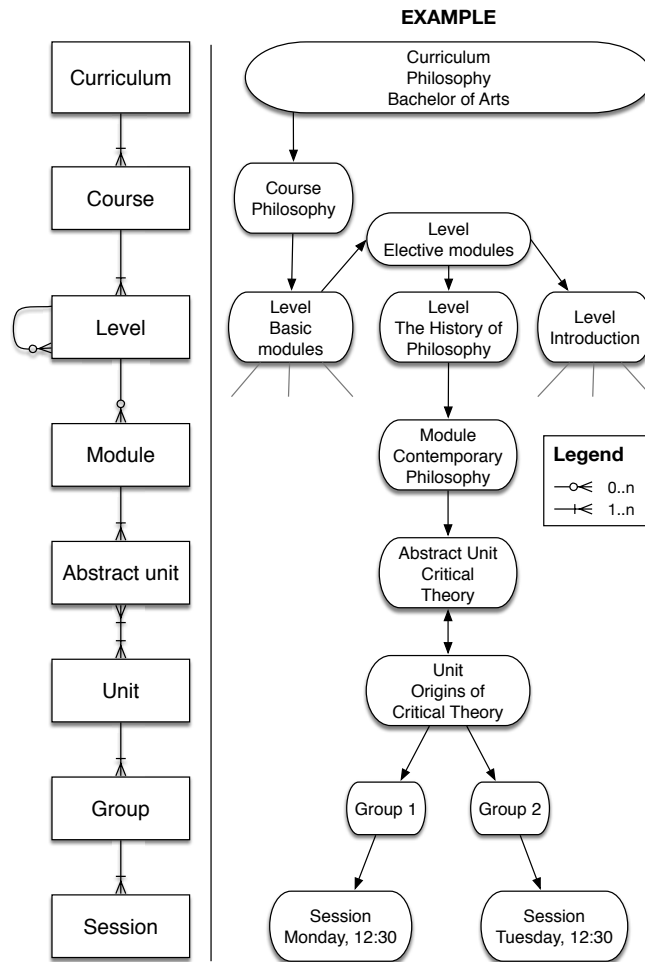 EXAMPLE
Curriculum
Course
Level
Module
Abstract unit
Unit
Group
Session
Curriculum
Philosophy
Bachelor of Arts
Course
Philosophy
Level
Elective modules
Level
Basic
modules
Level
The History of
Philosophy
Level
Introduction
Module
Contemporary
Philosophy
Legend
0..n
1..n
Abstract Unit
Critical
Theory
Unit
Origins of
Critical Theory
Group 1
Group 2
Session
Monday, 12:30
Session
Tuesday, 12:30